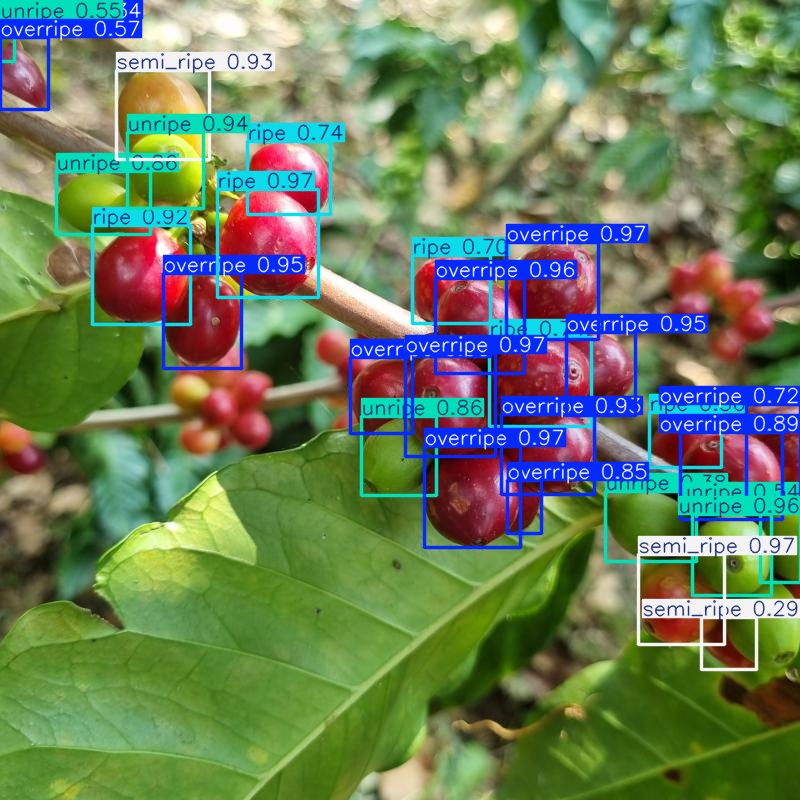 unripe 0.55
overripe 0.57
semi_ripe 0.93
unripe 0.94
ripe 0.74
unripe 0.86
ripe 0.97
ripe 0.92
overripe 0.95
overripe 0.97
ripe 0.70
overripe 0.96
overripe 0.95
overripe 0.97
overripe 0.72
unripe 0.86
overripe 0.93
overripe 0.89
overripe 0.97
overripe 0.85
unripe 0.96
semi_ripe 0.97
semi_ripe 0.29